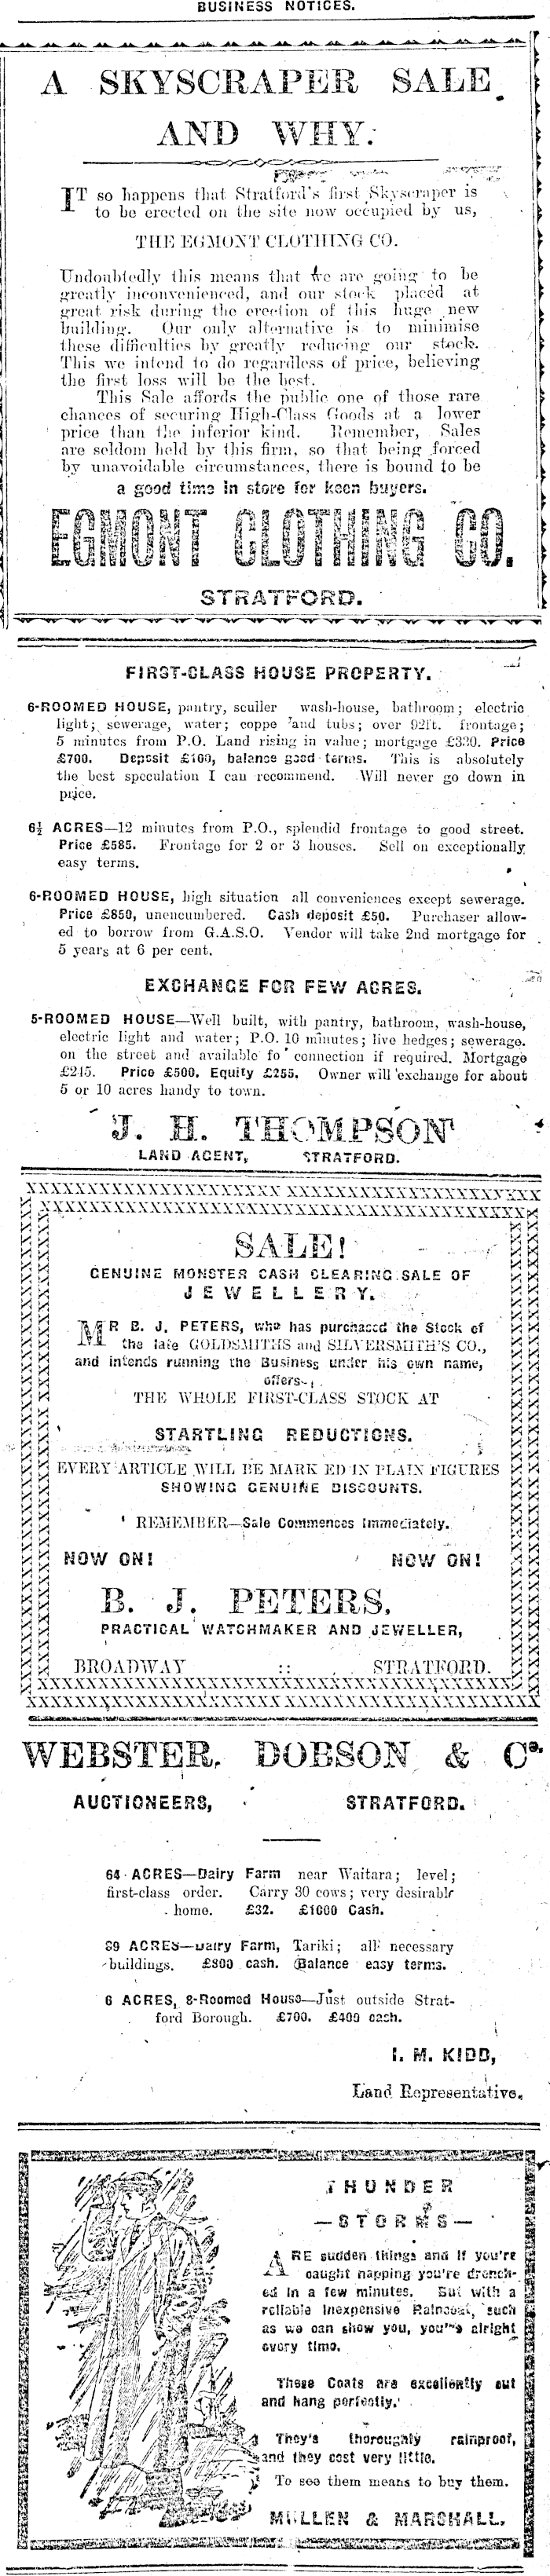 BUSINESS NOTICES.
A SKYSCRAPER SALE
AND WHY.
IT so happens that Stratford's first Skyscraper is
to be erected on the site now occupied by us,
THE EGMONT CLOTHING CO.
Undoubtedly this means that we are going to be
greatly inconvenienced, and our stock placed at
great risk during the erection of this huge new
building. Our only alternative is to minimise
these difficulties by greatly reducing our stock.
This we intend to do regardless of price, believing
the first loss will be the best.
This Sale affords the public one of those rare
chances of securing High-Class Goods at a lower
price than the inferior kind. Remember, Sales
are seldom held by this firm, so that being forced
by unavoidable circumstances, there is bound to be
a good time in store for keen buyers.
EGMONT CLOTHING CO.
STRATFORD.
FIRST-CLASS HOUSE PROPERTY.
6-ROOMED HOUSE, pantry, sculler wash-house, bathroom; electric
light; sewerage, water; coppe and tubs; over 92ft. frontage;
5 minutes from P.O. Land rising in value; mortgage £330. Price
£700. Deposit £100, balance good terms. This is absolutely
the best speculation I can recommend. Will never go down in
price.
6½ ACRES—12 minutes from P.O., splendid frontage to good street.
Price £585. Frontage for 2 or 3 houses. Sell on exceptionally
easy terms.
6-ROOMED HOUSE, high situation all conveniences except sewerage.
Price £850, unencumbered. Cash deposit £50. Purchaser allow-
ed to borrow from G.A.S.O. Vendor will take 2nd mortgage for
5 years at 6 per cent.
EXCHANGE FOR FEW ACRES.
5-ROOMED HOUSE—Well built, with pantry, bathroom, wash-house,
electric light and water; P.O. 10 minutes; live hedges; sewerage.
on the street and available fo connection if required. Mortgage
£245. Price £500. Equity £255. Owner will exchange for about
5 or 10 acres handy to town.
J. H. THOMPSON
LAND AGENT, STRATFORD.
SALE!
GENUINE MONSTER CASH CLEARING SALE OF
JEWELLERY.
MR B. J. PETERS, who has purchased the Stock of
the late GOLDSMITHS and SILVERSMITH'S CO.,
and intends running the Business under his own name,
offers—
THE WHOLE FIRST-CLASS STOCK AT
STARTLING REDUCTIONS.
EVERY ARTICLE WILL BE MARKED IN PLAIN FIGURES
SHOWING GENUINE DISCOUNTS.
REMEMBER—Sale Commences Immediately.
NOW ON! NOW ON!
B. J. PETERS,
PRACTICAL WATCHMAKER AND JEWELLER,
BROADWAY :: STRATFORD.
WEBSTER, DOBSON & Co.
AUCTIONEERS, STRATFORD.
64 ACRES—Dairy Farm near Waitara; level;
first-class order. Carry 30 cows; very desirable
home. £32. £1000 Cash.
89 ACRES—Dairy Farm, Tariki; all necessary
buildings. £800 cash. Balance easy terms.
6 ACRES, 8-Roomed House—Just outside Strat-
ford Borough. £700. £400 cash.
I. M. KIDD,
Land Representative.
THUNDER
—STORMS—
ARE sudden things and if you're
caught napping you're drench-
ed in a few minutes. But with a
reliable inexpensive Raincoat, such
as we can show you, you're alright
every time.
These Coats are excellently cut
and hang perfectly.
They's thoroughly rainproof,
and they cost very little.
To see them means to buy them.
MULLEN & MARSHALL.